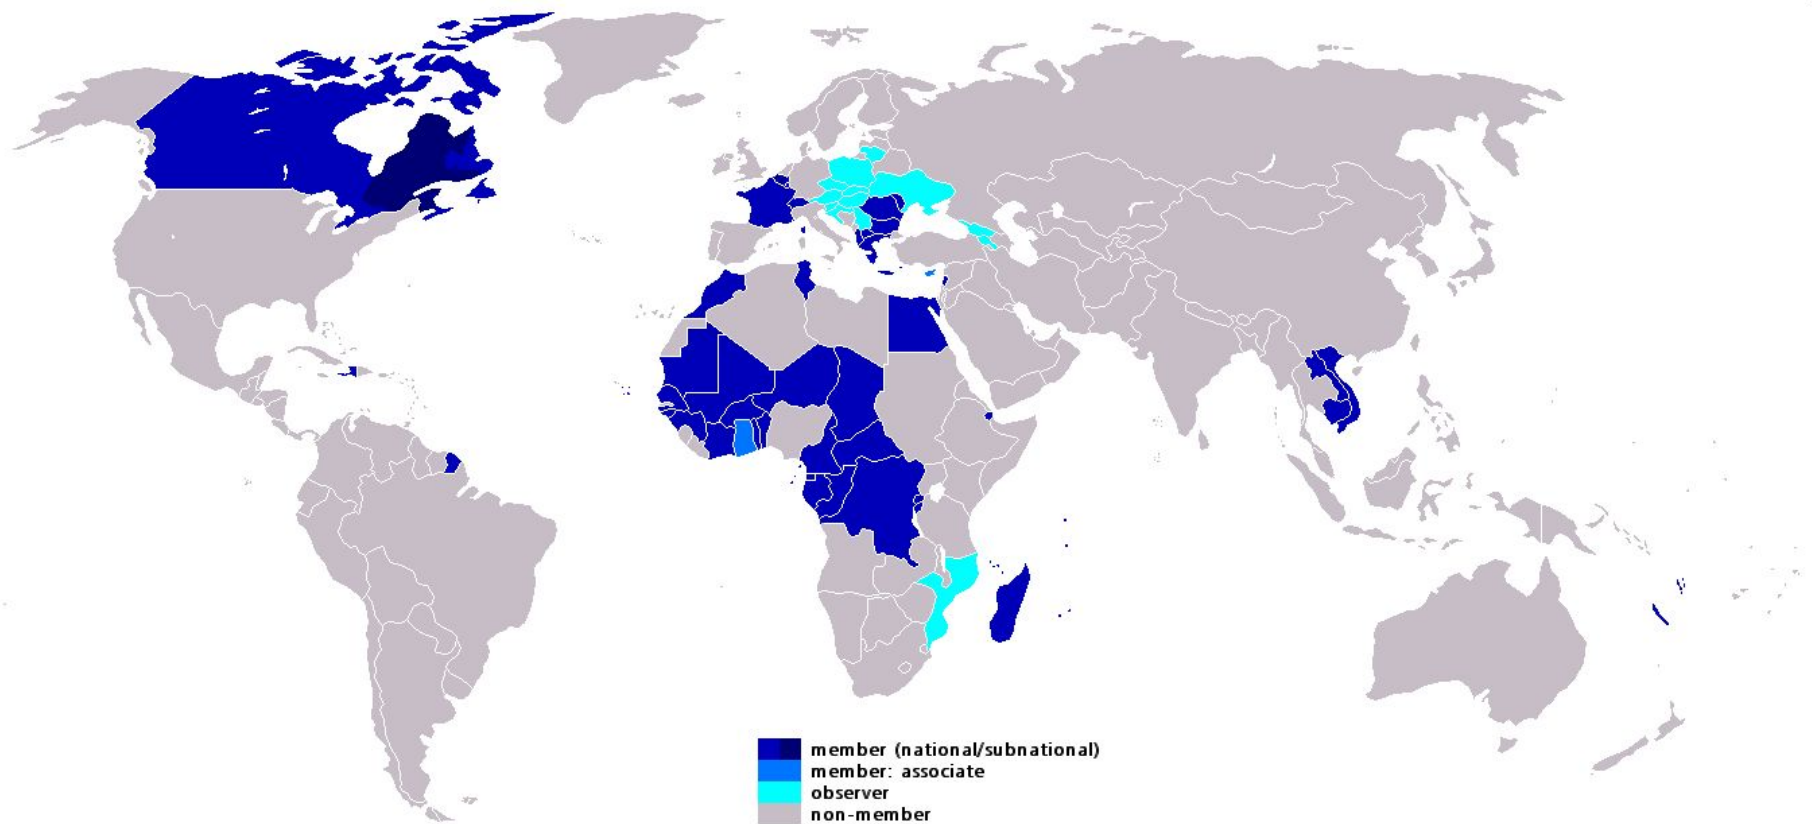 member (national/subnational)
member: associate
observer
non-member